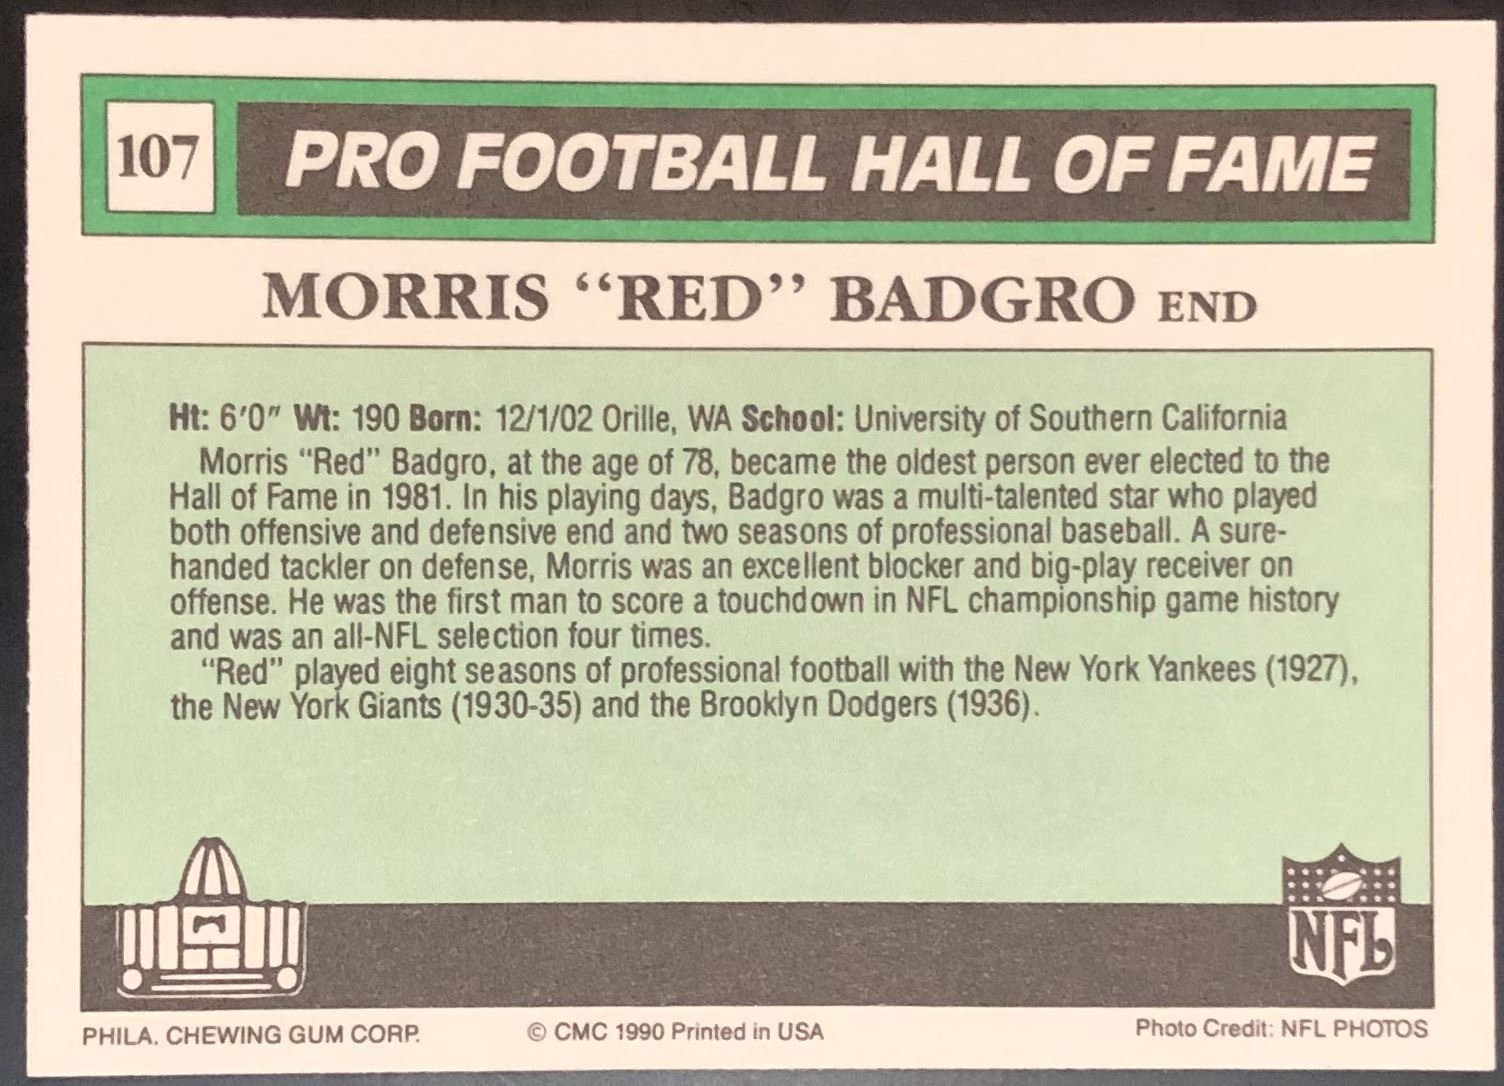 107
PRO FOOTBALL HALL OF FAME
MORRIS “RED” BADGRO END
Ht: 6'0" Wt: 190 Born: 12/1/02 Orille, WA School: University of Southern California
Morris “Red” Badgro, at the age of 78, became the oldest person ever elected to the
Hall of Fame in 1981. In his playing days, Badgro was a multi-talented star who played
both offensive and defensive end and two seasons of professional baseball. A sure-
handed tackler on defense, Morris was an excellent blocker and big-play receiver on
offense. He was the first man to score a touchdown in NFL championship game history
and was an all-NFL selection four times.
“Red” played eight seasons of professional football with the New York Yankees (1927),
the New York Giants (1930-35) and the Brooklyn Dodgers (1936).
NFL
PHILA. CHEWING GUM CORP.
© CMC 1990 Printed in USA
Photo Credit: NFL PHOTOS